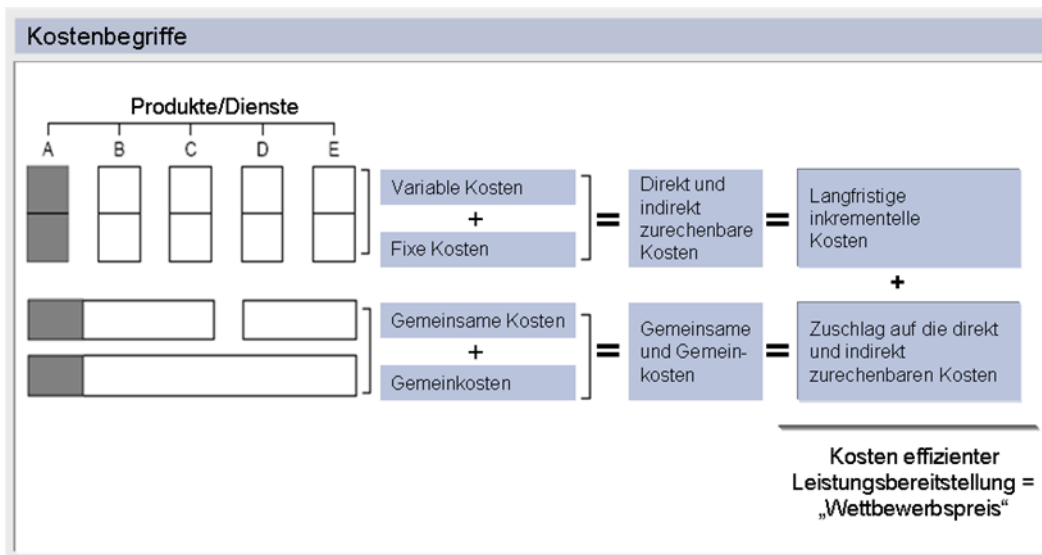 Kostenbegriffe
Produkte/Dienste
A B C D E
Variable Kosten
+
Fixe Kosten
=
Direkt und
indirekt
zurechenbare
Kosten
=
Langfristige
inkrementelle
Kosten
+
Gemeinsame Kosten
+
Gemeinkosten
=
Gemeinsame
und Gemein-
kosten
=
Zuschlag auf die direkt
und indirekt
zurechenbaren Kosten
Kosten effizienter
Leistungsbereitstellung =
„Wettbewerbspreis“